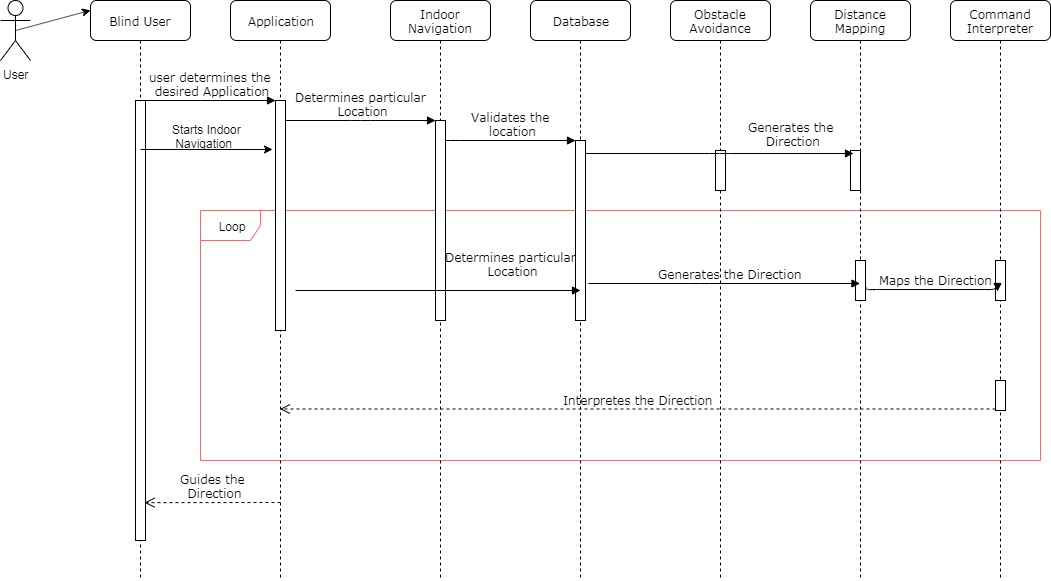 Blind User
Application
Indoor
Navigation
Database
Obstacle
Avoidance
Distance
Mapping
Command
Interpreter
User
user determines the
desired Application
Determines particular
Location
Validates the
location
Generates the
Direction
Starts Indoor
Navigation
Loop
Determines particular
Location
Generates the Direction
Maps the Direction
Interpretes the Direction
Guides the
Direction